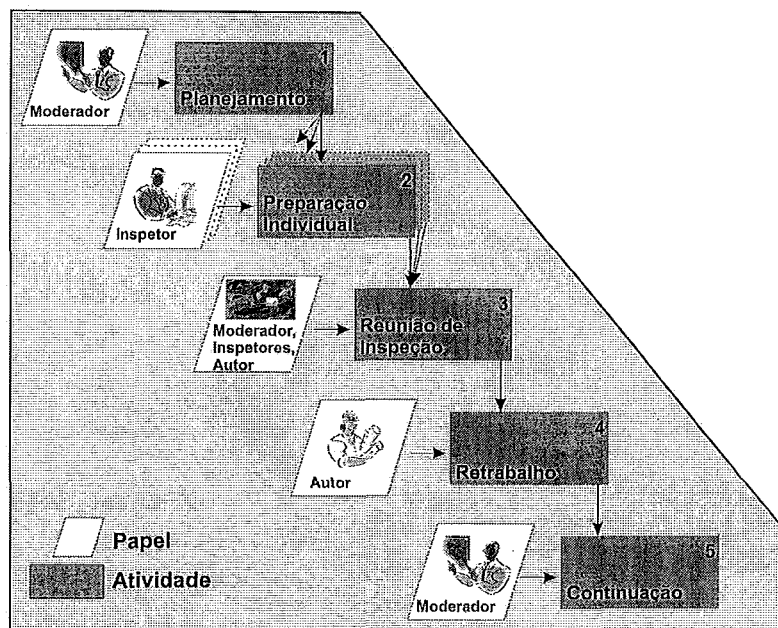 1
Moderador
Planejamento
2
Inspetor
Preparação
Individual
3
Moderador,
Inspetores,
Autor
Reunião de
Inspeção
4
Autor
Retrabalho
5
Moderador
Continuação
Papel
Atividade